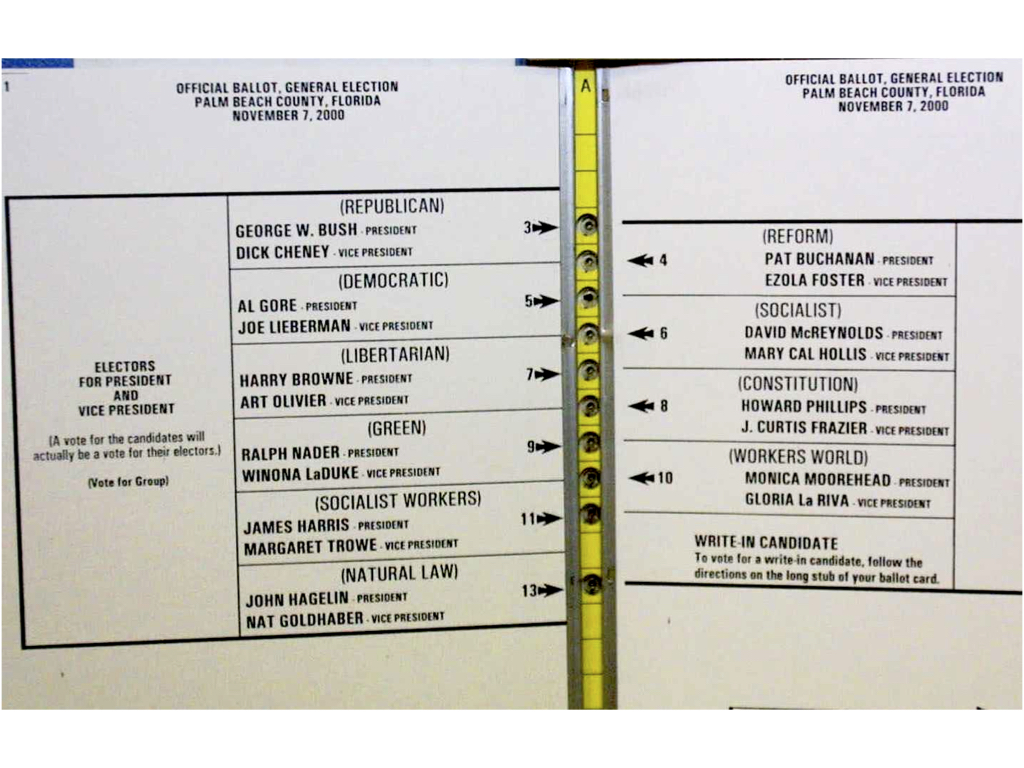 1
OFFICIAL BALLOT, GENERAL ELECTION
PALM BEACH COUNTY, FLORIDA
NOVEMBER 7, 2000
ELECTORS
FOR PRESIDENT
AND
VICE PRESIDENT
(A vote for the candidates will
actually be a vote for their electors.)
(Vote for Group)
(REPUBLICAN)
GEORGE W. BUSH - PRESIDENT
DICK CHENEY - VICE PRESIDENT
3
(DEMOCRATIC)
AL GORE - PRESIDENT
JOE LIEBERMAN - VICE PRESIDENT
5
(LIBERTARIAN)
HARRY BROWNE - PRESIDENT
ART OLIVIER - VICE PRESIDENT
7
(GREEN)
RALPH NADER - PRESIDENT
WINONA LaDUKE - VICE PRESIDENT
9
(SOCIALIST WORKERS)
JAMES HARRIS - PRESIDENT
MARGARET TROWE - VICE PRESIDENT
11
(NATURAL LAW)
JOHN HAGELIN - PRESIDENT
NAT GOLDHABER - VICE PRESIDENT
13
A
OFFICIAL BALLOT, GENERAL ELECTION
PALM BEACH COUNTY, FLORIDA
NOVEMBER 7, 2000
(REFORM)
4 PAT BUCHANAN - PRESIDENT
EZOLA FOSTER - VICE PRESIDENT
(SOCIALIST)
6 DAVID McREYNOLDS - PRESIDENT
MARY CAL HOLLIS - VICE PRESIDENT
(CONSTITUTION)
8 HOWARD PHILLIPS - PRESIDENT
J. CURTIS FRAZIER - VICE PRESIDENT
(WORKERS WORLD)
10 MONICA MOOREHEAD - PRESIDENT
GLORIA La RIVA - VICE PRESIDENT
WRITE-IN CANDIDATE
To vote for a write-in candidate, follow the
directions on the long stub of your ballot card.